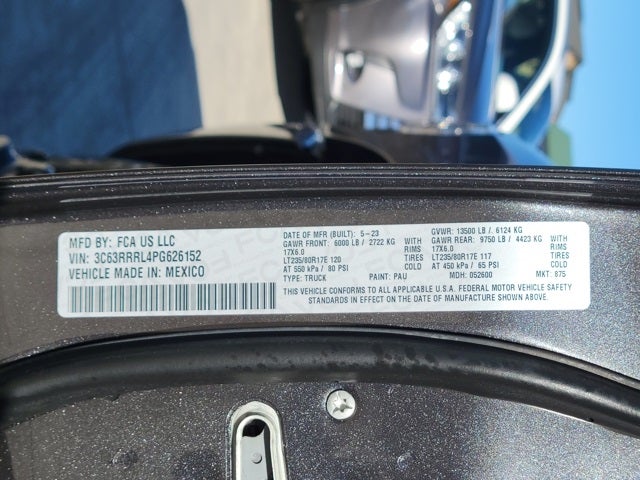 MFD BY: FCA US LLC
VIN: 3C63RRRL4PG626152
VEHICLE MADE IN: MEXICO
DATE OF MFR (BUILT): 5-23 GVWR: 13500 LB / 6124 KG
GAWR FRONT: 6000 LB / 2722 KG GAWR REAR: 9750 LB / 4423 KG
17X6.0 RIMS 17X6.0 RIMS
LT235/80R17E 120 TIRES LT235/80R17E 117 TIRES
AT 550 kPa / 80 PSI COLD AT 450 kPa / 65 PSI COLD
TYPE: TRUCK PAINT: PAU MDH: 052600 MKT: 875
THIS VEHICLE CONFORMS TO ALL APPLICABLE U.S.A. FEDERAL MOTOR VEHICLE SAFETY
STANDARDS IN EFFECT ON THE DATE OF MANUFACTURE SHOWN ABOVE.